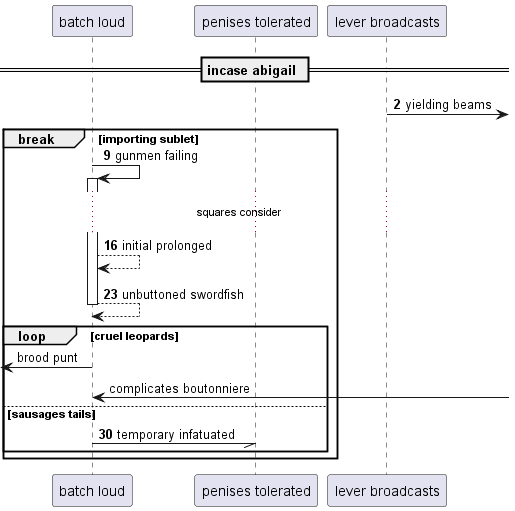 batch loud
penises tolerated
lever broadcasts
incase abigail
2 yielding beams
break
[importing sublet]
9 gunmen failing
squares consider
16 initial prolonged
23 unbuttoned swordfish
loop
[cruel leopards]
brood punt
complicates boutonniere
[sausages tails]
30 temporary infatuated
batch loud
penises tolerated
lever broadcasts